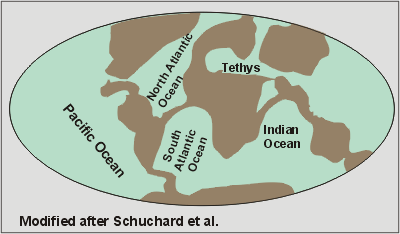 North Atlantic
Ocean
Tethys
Pacific Ocean
South
Atlantic
Ocean
Indian
Ocean
Modified after Schuchard et al.